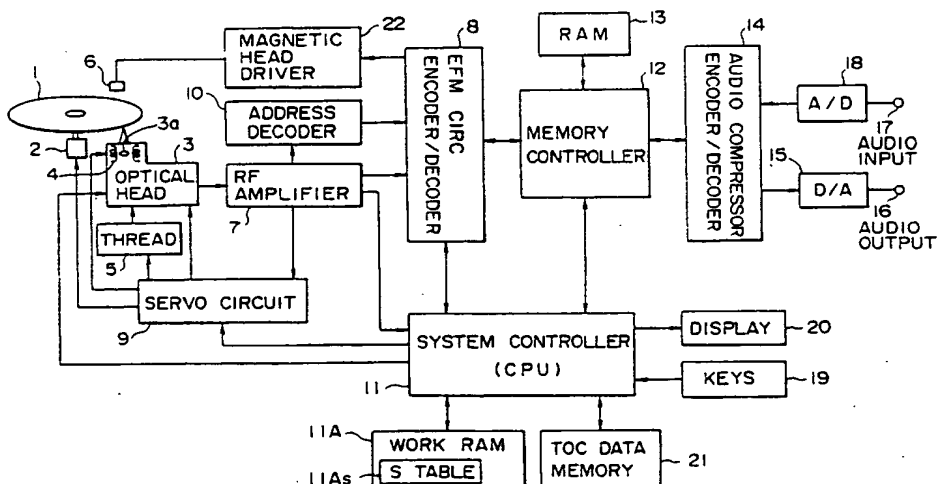 22
MAGNETIC
HEAD
DRIVER
6
1
10
ADDRESS
DECODER
2
3a
3
4
OPTICAL
HEAD
RF
AMPLIFIER
7
THREAD
5
SERVO CIRCUIT
9
8
EFM CIRC
ENCODER/DECODER
13
RAM
12
MEMORY
CONTROLLER
14
AUDIO COMPRESSOR
ENCODER/DECODER
18
A/D
17
AUDIO
INPUT
15
D/A
16
AUDIO
OUTPUT
SYSTEM CONTROLLER
(CPU)
11
DISPLAY
20
KEYS
19
11A
WORK RAM
11As
S TABLE
TOC DATA
MEMORY
21